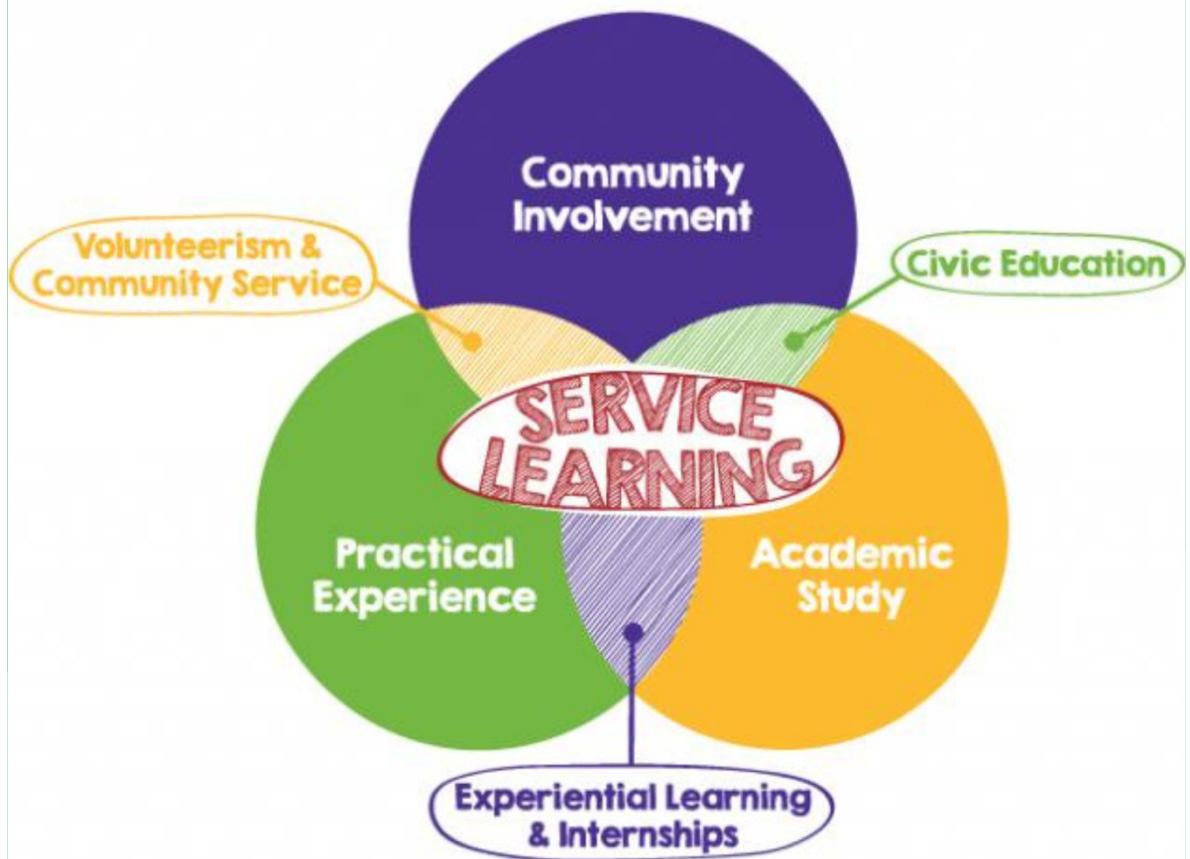 Community
Involvement
Volunteerism &
Community Service
Civic Education
SERVICE
LEARNING
Practical
Experience
Academic
Study
Experiential Learning
& Internships